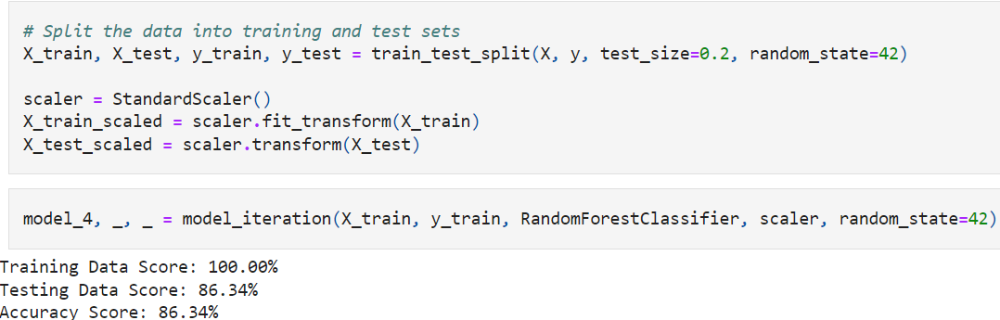 # Split the data into training and test sets
X_train, X_test, y_train, y_test = train_test_split(X, y, test_size=0.2, random_state=42)
scaler = StandardScaler()
X_train_scaled = scaler.fit_transform(X_train)
X_test_scaled = scaler.transform(X_test)
model_4, _, _ = model_iteration(X_train, y_train, RandomForestClassifier, scaler, random_state=42)
Training Data Score: 100.00%
Testing Data Score: 86.34%
Accuracy Score: 86.34%